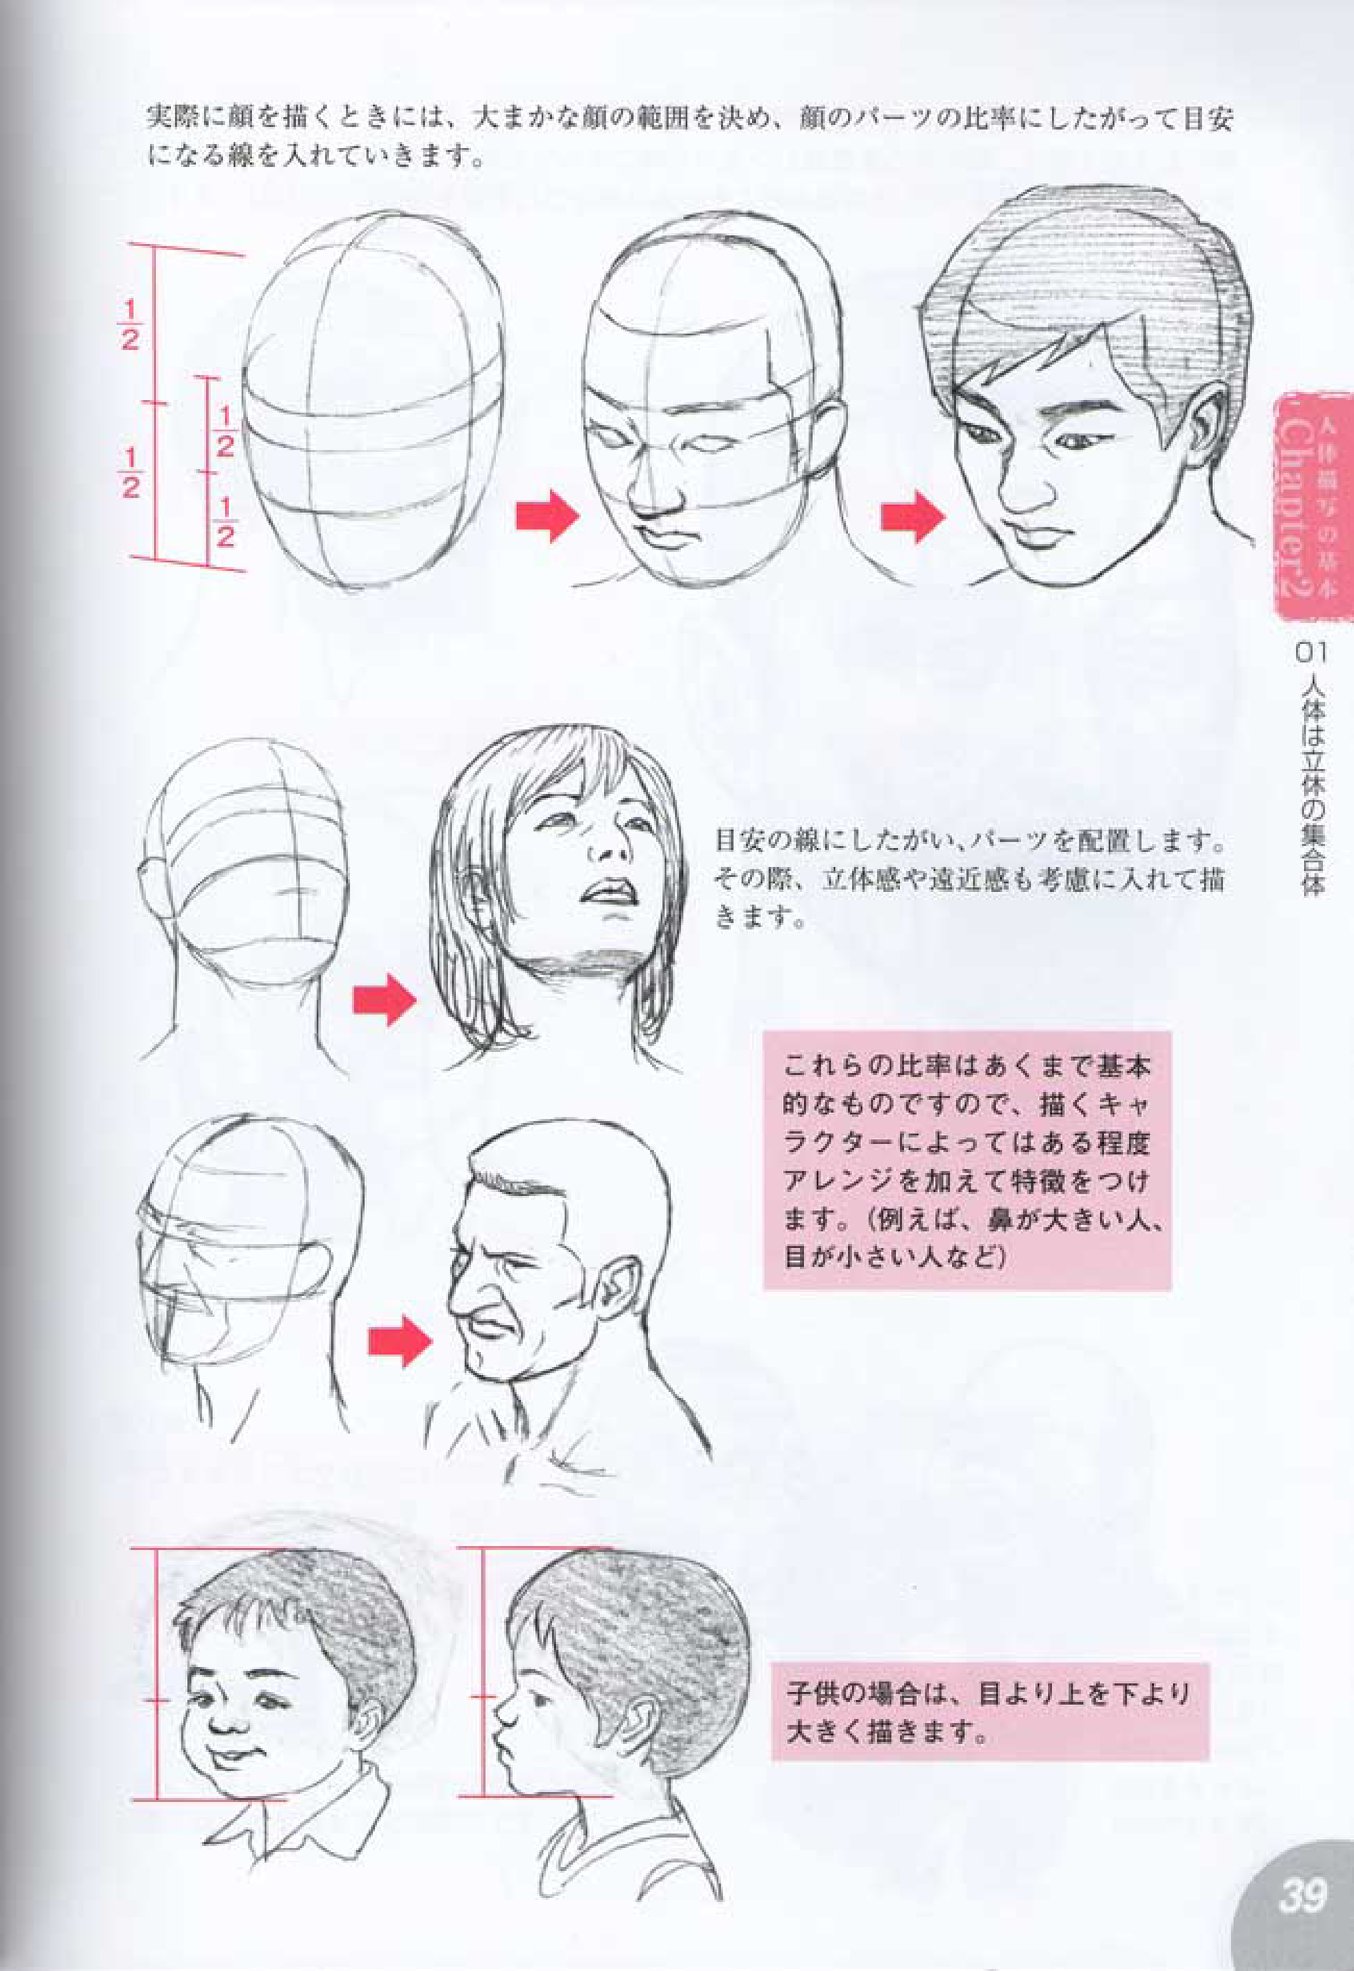 実際に顔を描くときには、大まかな顔の範囲を決め、顔のパーツの比率にしたがって目安
になる線を入れていきます。
1/2
1/2
1/2
1/2
人体描写の基本
Chapter2
01 人体は立体の集合体
目安の線にしたがい、パーツを配置します。
その際、立体感や遠近感も考慮に入れて描
きます。
これらの比率はあくまで基本
的なものですので、描くキャ
ラクターによってはある程度
アレンジを加えて特徴をつけ
ます。（例えば、鼻が大きい人、
目が小さい人など）
子供の場合は、目より上を下より
大きく描きます。
39